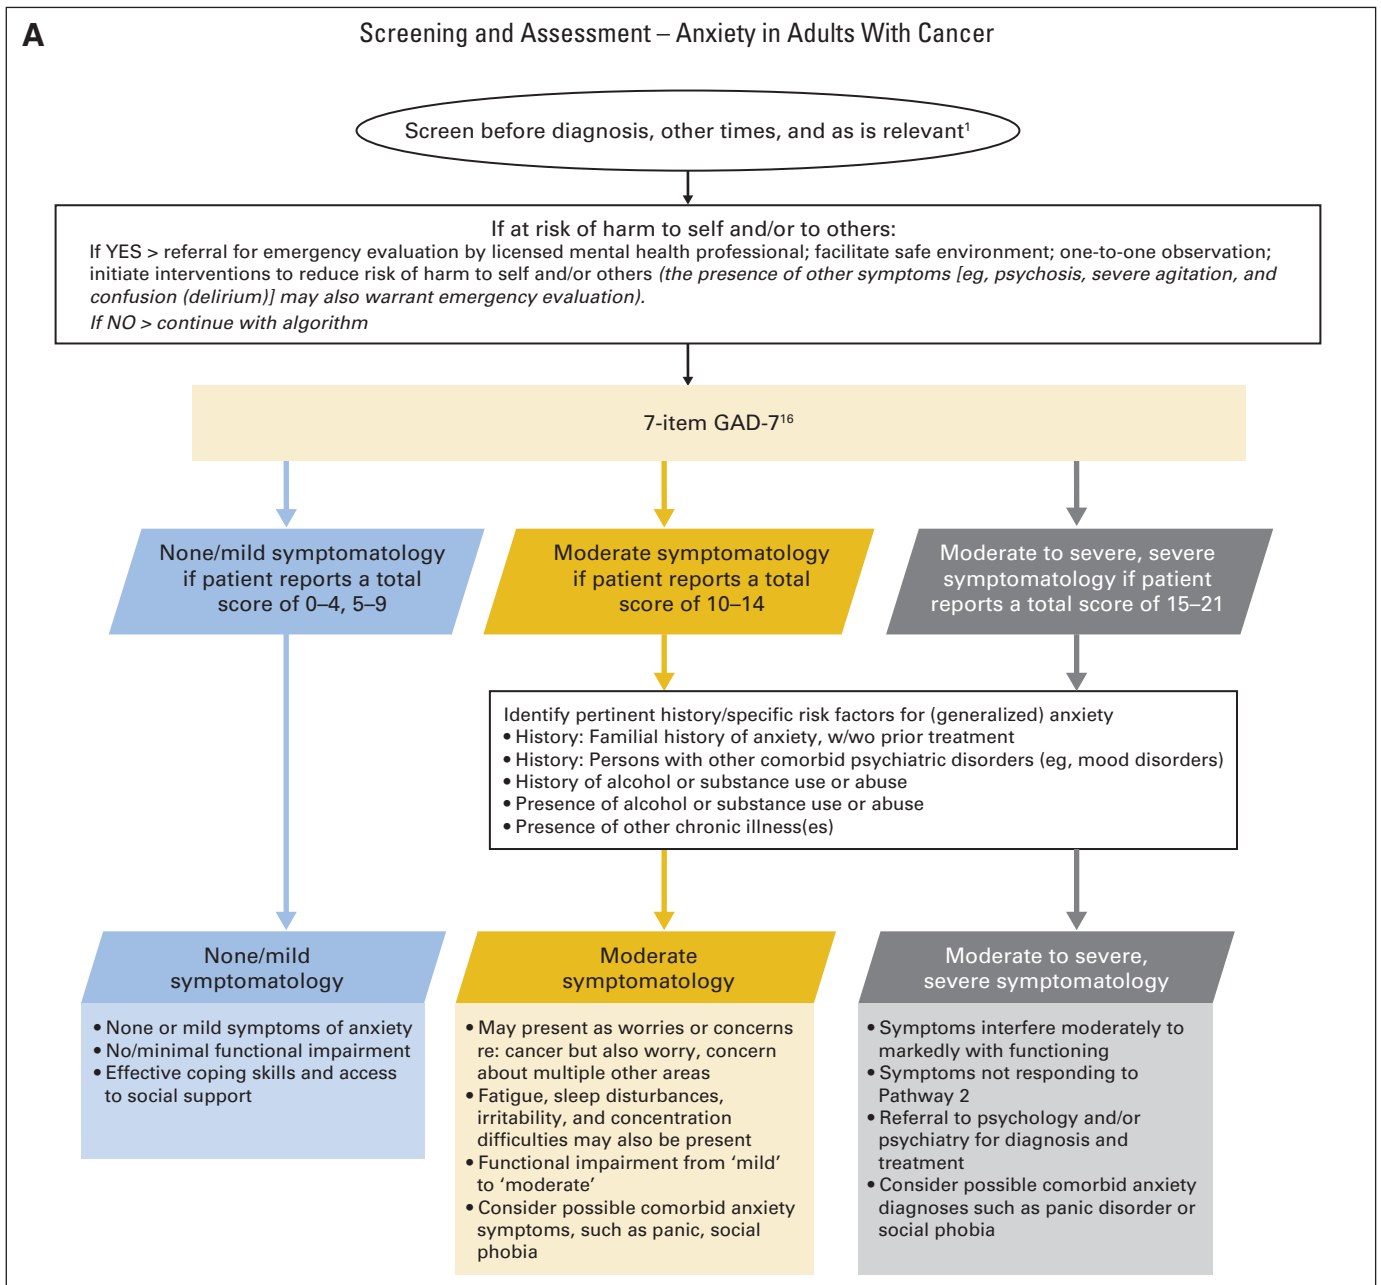 A
Screening and Assessment – Anxiety in Adults With Cancer
Screen before diagnosis, other times, and as is relevant1
If at risk of harm to self and/or to others:
If YES > referral for emergency evaluation by licensed mental health professional; facilitate safe environment; one-to-one observation;
initiate interventions to reduce risk of harm to self and/or others (the presence of other symptoms [eg, psychosis, severe agitation, and
confusion (delirium)] may also warrant emergency evaluation).
If NO > continue with algorithm
7-item GAD-716
None/mild symptomatology
if patient reports a total
score of 0–4, 5–9
Moderate symptomatology
if patient reports a total
score of 10–14
Moderate to severe, severe
symptomatology if patient
reports a total score of 15–21
Identify pertinent history/specific risk factors for (generalized) anxiety
• History: Familial history of anxiety, w/wo prior treatment
• History: Persons with other comorbid psychiatric disorders (eg, mood disorders)
• History of alcohol or substance use or abuse
• Presence of alcohol or substance use or abuse
• Presence of other chronic illness(es)
None/mild
symptomatology
• None or mild symptoms of anxiety
• No/minimal functional impairment
• Effective coping skills and access
to social support
Moderate
symptomatology
• May present as worries or concerns
re: cancer but also worry, concern
about multiple other areas
• Fatigue, sleep disturbances,
irritability, and concentration
difficulties may also be present
• Functional impairment from ‘mild’
to ‘moderate’
• Consider possible comorbid anxiety
symptoms, such as panic, social
phobia
Moderate to severe,
severe symptomatology
• Symptoms interfere moderately to
markedly with functioning
• Symptoms not responding to
Pathway 2
• Referral to psychology and/or
psychiatry for diagnosis and
treatment
• Consider possible comorbid anxiety
diagnoses such as panic disorder or
social phobia